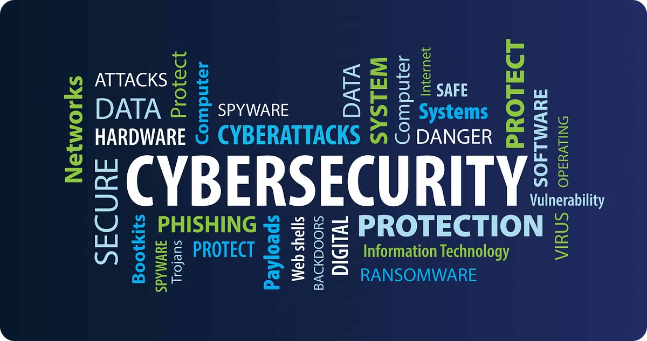 Networks
ATTACKS
Protect
Computer
DATA
SPYWARE
HARDWARE
CYBERATTACKS
DATA
SYSTEM
Computer
Internet
SAFE
Systems
DANGER
PROTECT
SOFTWARE
OPERATING
SECURE
CYBERSECURITY
Vulnerability
Bootkits
PHISHING
SPYWARE
Trojans
PROTECT
Payloads
Web shells
BACKDOORS
DIGITAL
PROTECTION
Information Technology
RANSOMWARE
VIRUS